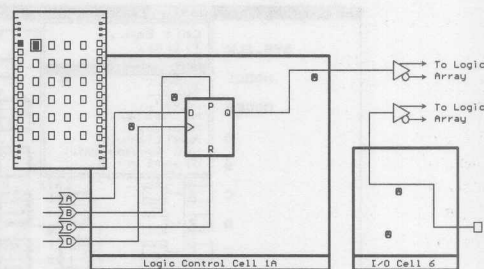 To Logic
Array
To Logic
Array
P
D
Q
R
A
B
C
D
Logic Control Cell 1A
I/O Cell 6